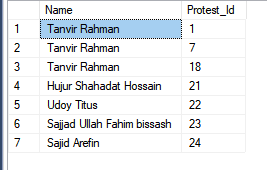 Name Protest_Id
1 Tanvir Rahman 1
2 Tanvir Rahman 7
3 Tanvir Rahman 18
4 Hujur Shahadat Hossain 21
5 Udoy Titus 22
6 Sajjad Ullah Fahim bissash 23
7 Sajid Arefin 24